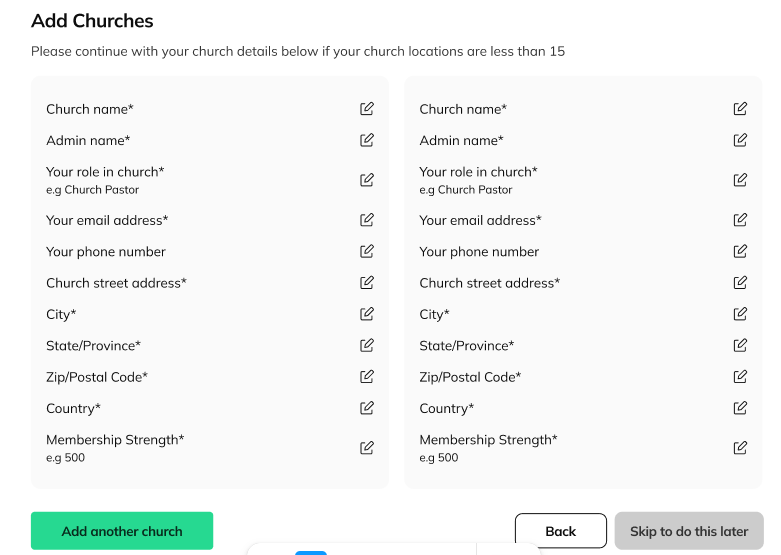 Add Churches
Please continue with your church details below if your church locations are less than 15
Church name*
Admin name*
Your role in church*
e.g Church Pastor
Your email address*
Your phone number
Church street address*
City*
State/Province*
Zip/Postal Code*
Country*
Membership Strength*
e.g 500
Church name*
Admin name*
Your role in church*
e.g Church Pastor
Your email address*
Your phone number
Church street address*
City*
State/Province*
Zip/Postal Code*
Country*
Membership Strength*
e.g 500
Add another church
Back
Skip to do this later